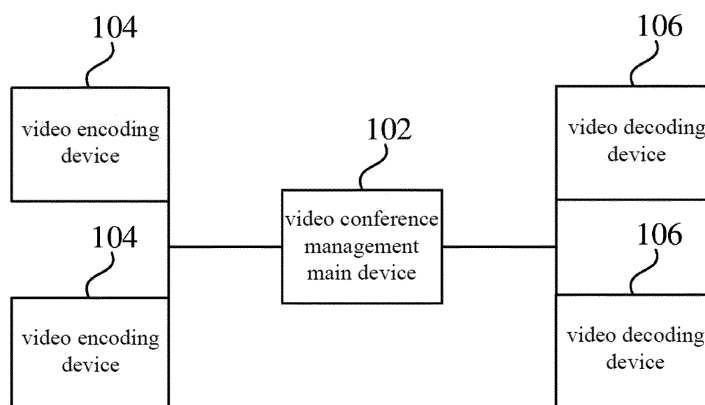 104
video encoding
device
104
video encoding
device
102
video conference
management
main device
106
video decoding
device
106
video decoding
device